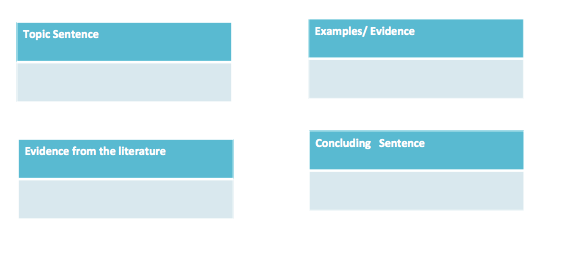 Topic Sentence
Examples/ Evidence
Evidence from the literature
Concluding Sentence